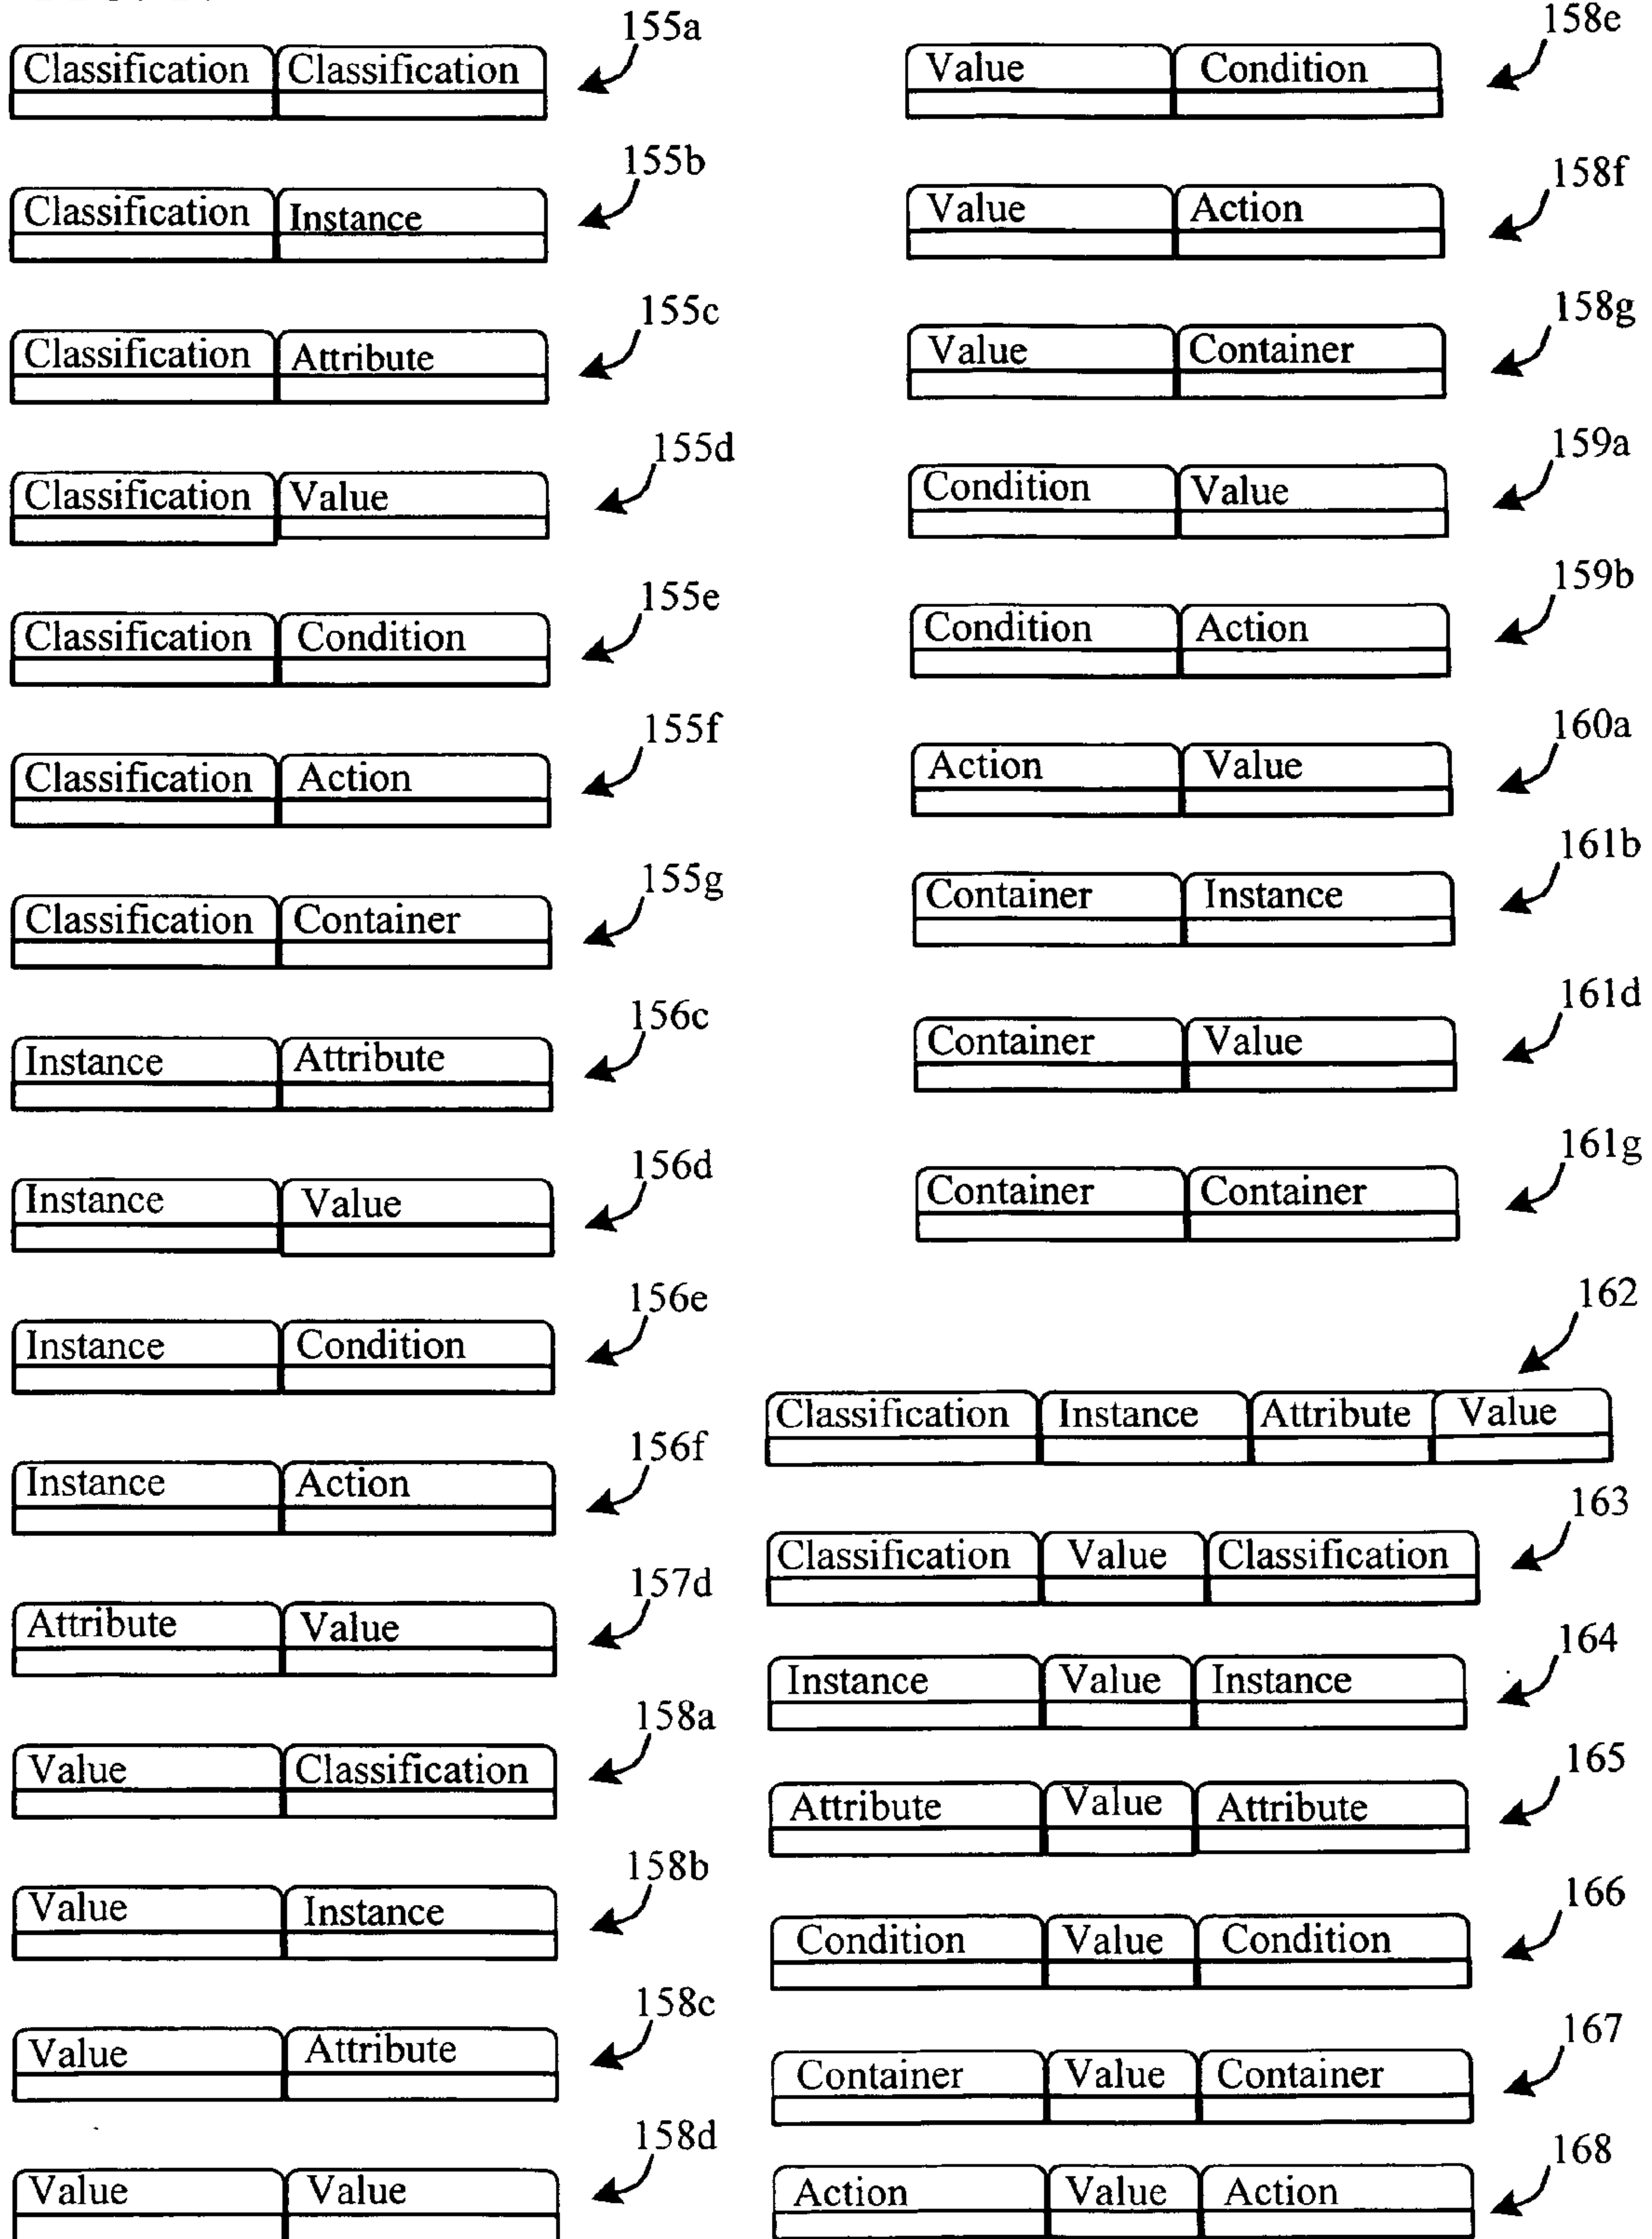 155a
Classification Classification
155b
Classification Instance
155c
Classification Attribute
155d
Classification Value
155e
Classification Condition
155f
Classification Action
155g
Classification Container
156c
Instance Attribute
156d
Instance Value
156e
Instance Condition
156f
Instance Action
157d
Attribute Value
158a
Value Classification
158b
Value Instance
158c
Value Attribute
158d
Value Value
158e
Value Condition
158f
Value Action
158g
Value Container
159a
Condition Value
159b
Condition Action
160a
Action Value
161b
Container Instance
161d
Container Value
161g
Container Container
162
Classification Instance Attribute Value
163
Classification Value Classification
164
Instance Value Instance
165
Attribute Value Attribute
166
Condition Value Condition
167
Container Value Container
168
Action Value Action